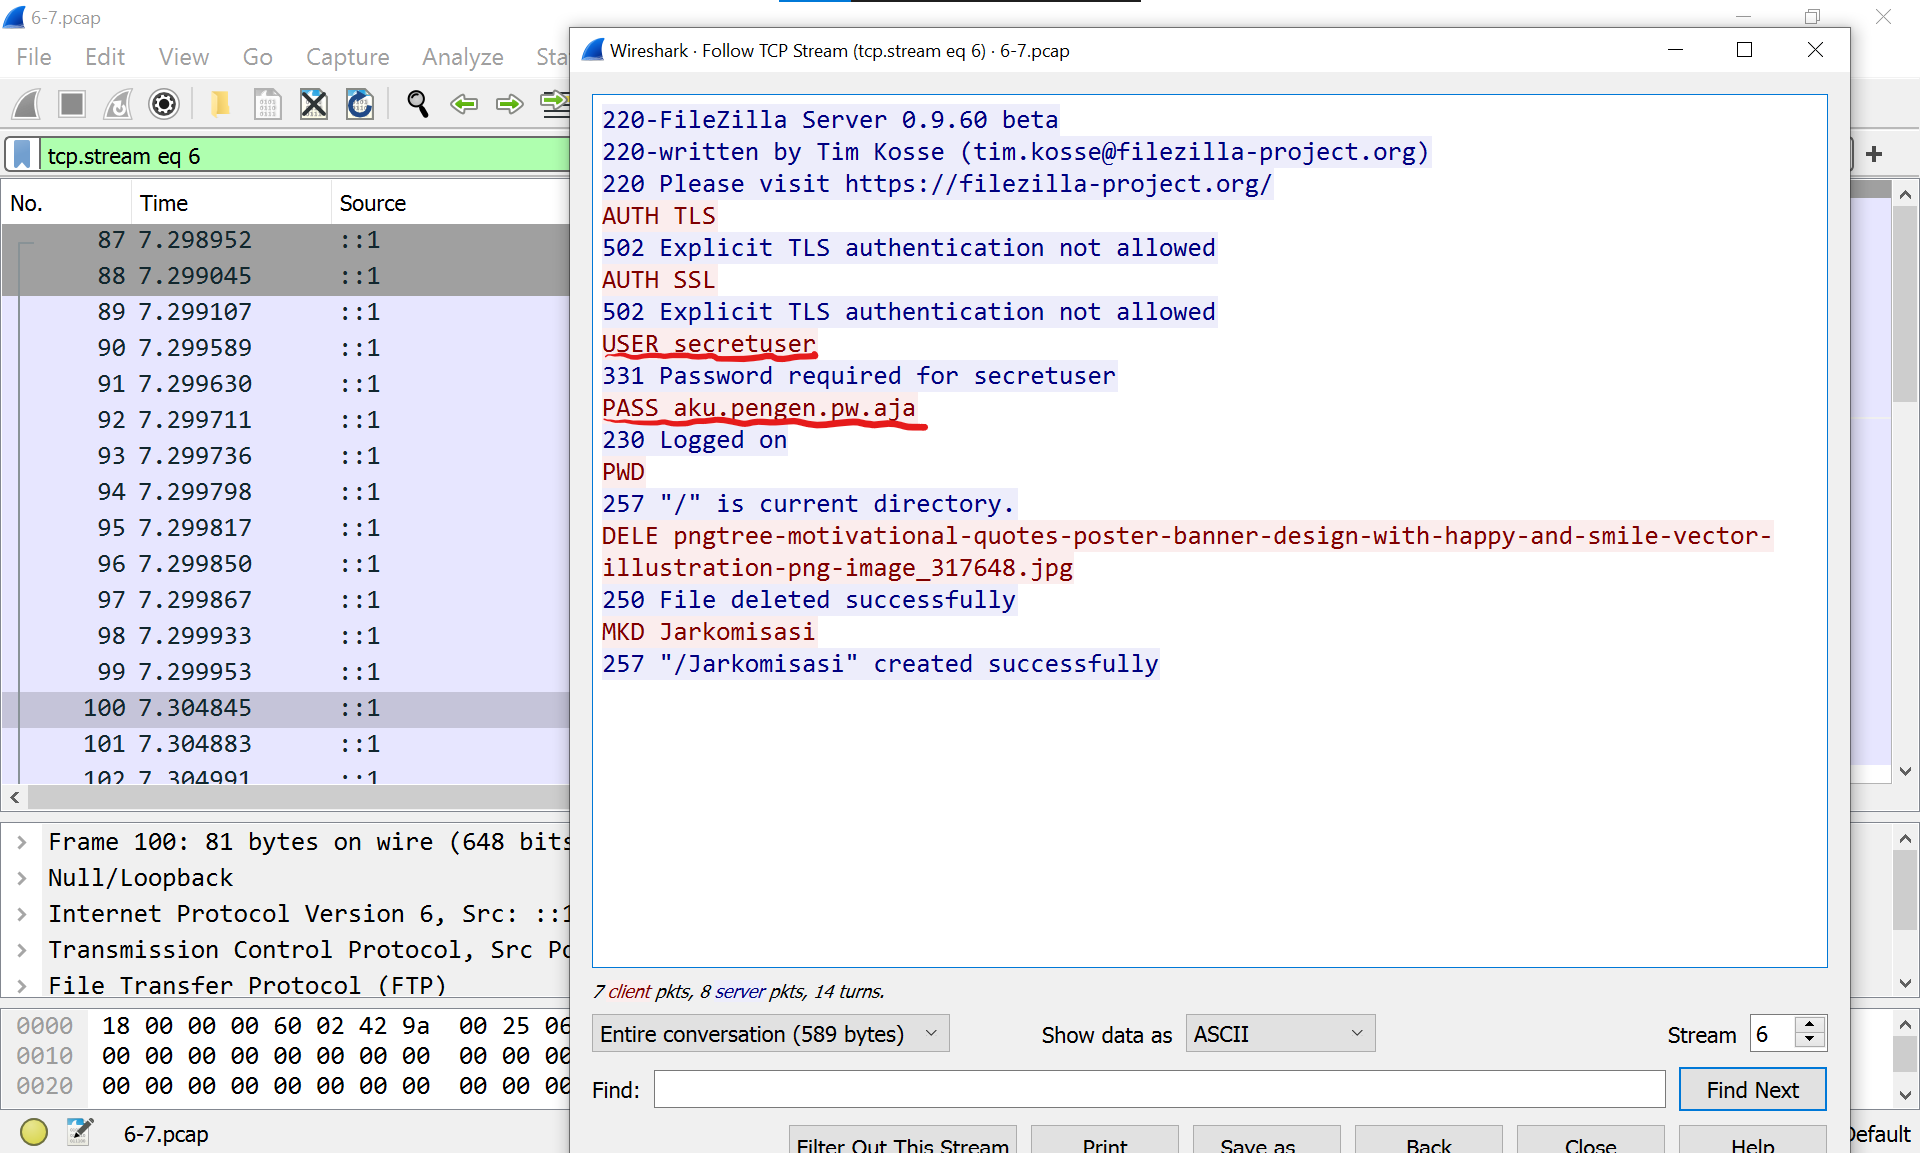 6-7.pcap
File Edit View Go Capture Analyze
Wireshark · Follow TCP Stream (tcp.stream eq 6) · 6-7.pcap
tcp.stream eq 6
+
No. Time Source
87 7.298952 ::1
88 7.299045 ::1
89 7.299107 ::1
90 7.299589 ::1
91 7.299630 ::1
92 7.299711 ::1
93 7.299736 ::1
94 7.299798 ::1
95 7.299817 ::1
96 7.299850 ::1
97 7.299867 ::1
98 7.299933 ::1
99 7.299953 ::1
100 7.304845 ::1
101 7.304883 ::1
102 7.304991 ::1
Frame 100: 81 bytes on wire (648 bits
Null/Loopback
Internet Protocol Version 6, Src: ::1
Transmission Control Protocol, Src Po
File Transfer Protocol (FTP)
0000 18 00 00 00 60 02 42 9a 00 25 06
0010 00 00 00 00 00 00 00 00 00 00 00
0020 00 00 00 00 00 00 00 00 00 00 00
6-7.pcap
220-FileZilla Server 0.9.60 beta
220-written by Tim Kosse (tim.kosse@filezilla-project.org)
220 Please visit https://filezilla-project.org/
AUTH TLS
502 Explicit TLS authentication not allowed
AUTH SSL
502 Explicit TLS authentication not allowed
USER secretuser
331 Password required for secretuser
PASS aku.pengen.pw.aja
230 Logged on
PWD
257 "/" is current directory.
DELE pngtree-motivational-quotes-poster-banner-design-with-happy-and-smile-vector-
illustration-png-image_317648.jpg
250 File deleted successfully
MKD Jarkomisasi
257 "/Jarkomisasi" created successfully
7 client pkts, 8 server pkts, 14 turns.
Entire conversation (589 bytes) Show data as ASCII Stream 6
Find: Find Next
Filter Out This Stream Print Save as Back Close Help
Default